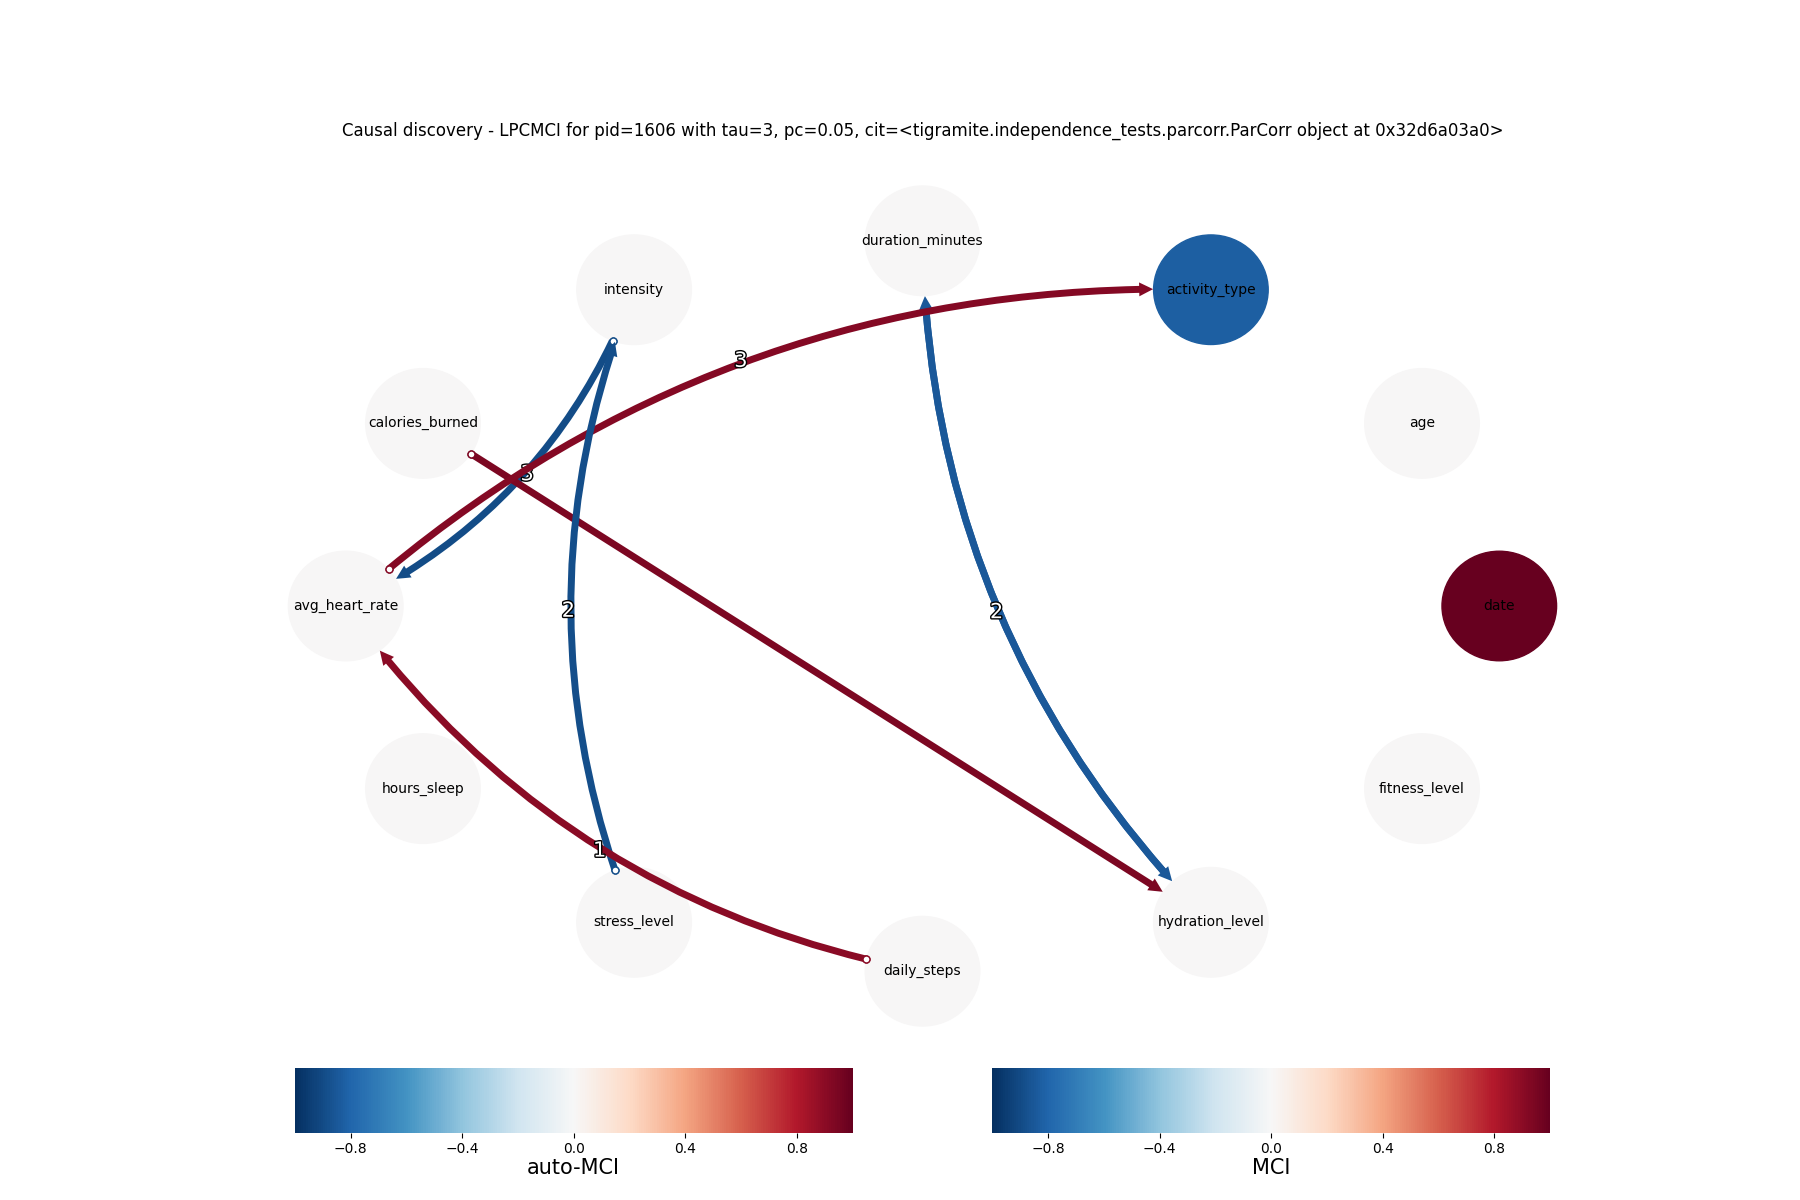 Causal discovery - LPCMCI for pid=1606 with tau=3, pc=0.05, cit=<tigramite.independence_tests.parcorr.ParCorr object at 0x32d6a03a0>
duration_minutes
intensity
activity_type
3
calories_burned
age
3
avg_heart_rate
2
2
date
hours_sleep
fitness_level
1
stress_level
hydration_level
daily_steps
−0.8 −0.4 0.0 0.4 0.8
auto-MCI
−0.8 −0.4 0.0 0.4 0.8
MCI